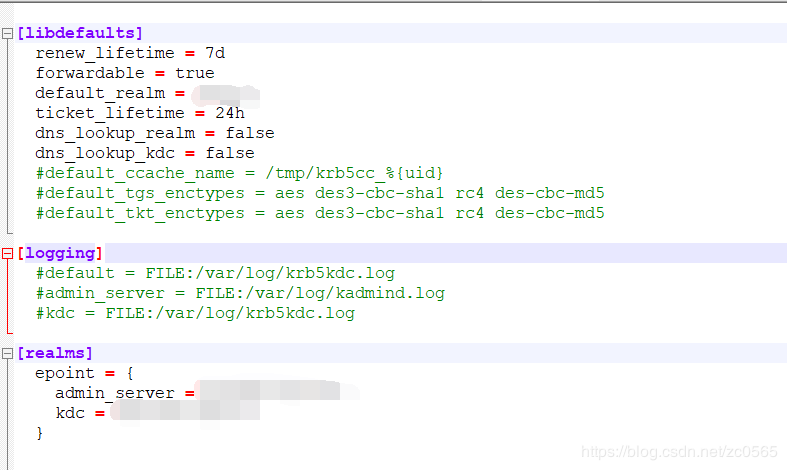 [libdefaults]
renew_lifetime = 7d
forwardable = true
default_realm =
ticket_lifetime = 24h
dns_lookup_realm = false
dns_lookup_kdc = false
#default_ccache_name = /tmp/krb5cc_%{uid}
#default_tgs_enctypes = aes des3-cbc-sha1 rc4 des-cbc-md5
#default_tkt_enctypes = aes des3-cbc-sha1 rc4 des-cbc-md5
[logging]
#default = FILE:/var/log/krb5kdc.log
#admin_server = FILE:/var/log/kadmind.log
#kdc = FILE:/var/log/krb5kdc.log
[realms]
epoint = {
admin_server =
kdc =
}
https://blog.csdn.net/zc0565